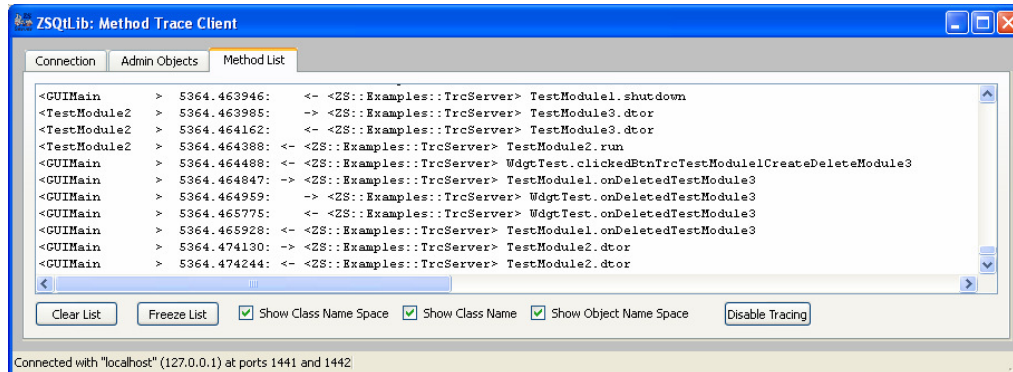 ZSQtLib: Method Trace Client
Connection Admin Objects Method List
<GUIMain       >  5364.463946:    <- <ZS::Examples::TrcServer> TestModule1.shutdown
<TestModule2   >  5364.463985:    -> <ZS::Examples::TrcServer> TestModule3.dtor
<TestModule2   >  5364.464162:    <- <ZS::Examples::TrcServer> TestModule3.dtor
<TestModule2   >  5364.464388: <- <ZS::Examples::TrcServer> TestModule2.run
<GUIMain       >  5364.464488: <- <ZS::Examples::TrcServer> WdgtTest.clickedBtnTrcTestModule1CreateDeleteModule3
<GUIMain       >  5364.464847: -> <ZS::Examples::TrcServer> TestModule1.onDeletedTestModule3
<GUIMain       >  5364.464959:    -> <ZS::Examples::TrcServer> WdgtTest.onDeletedTestModule3
<GUIMain       >  5364.465775:    <- <ZS::Examples::TrcServer> WdgtTest.onDeletedTestModule3
<GUIMain       >  5364.465928: <- <ZS::Examples::TrcServer> TestModule1.onDeletedTestModule3
<GUIMain       >  5364.474130: -> <ZS::Examples::TrcServer> TestModule2.dtor
<GUIMain       >  5364.474244: <- <ZS::Examples::TrcServer> TestModule2.dtor
Clear List Freeze List Show Class Name Space Show Class Name Show Object Name Space Disable Tracing
Connected with "localhost" (127.0.0.1) at ports 1441 and 1442